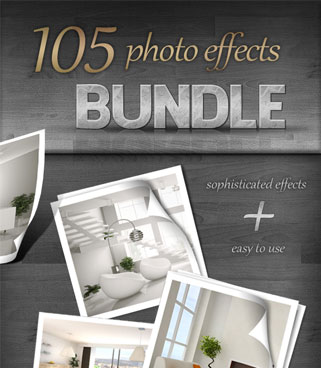 105 photo effects
BUNDLE
sophisticated effects
+
easy to use